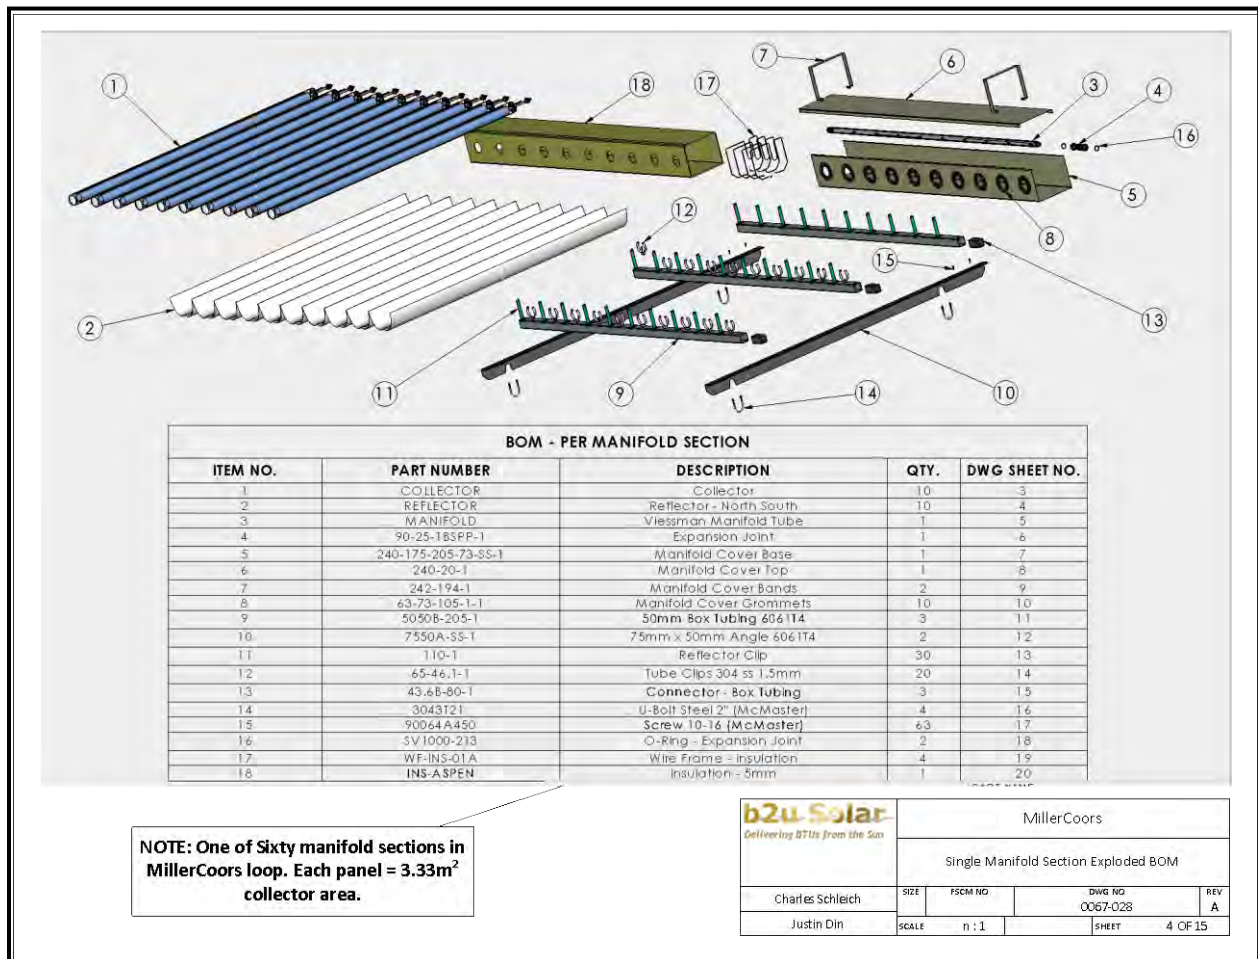 7
6
3
4
16
1
18
17
5
12
8
15
2
13
11
9
14
10
BOM - PER MANIFOLD SECTION
ITEM NO. PART NUMBER DESCRIPTION QTY. DWG SHEET NO.
1 COLLECTOR Collector 10 3
2 REFLECTOR Reflector - North South 10 4
3 MANIFOLD Viessman Manifold Tube 1 5
4 90-25-1BSPP-1 Expansion Joint 1 6
5 240-175-205-73-SS-1 Manifold Cover Base 1 7
6 240-20-1 Manifold Cover Top 1 8
7 242-194-1 Manifold Cover Bands 2 9
8 63-73-105-1-1 Manifold Cover Grommets 10 10
9 5050B-205-1 50mm Box Tubing 6061T4 3 11
10 7550A-SS-1 75mm x 50mm Angle 6061T4 2 12
11 110-1 Reflector Clip 30 13
12 65-46.1-1 Tube Clips 304 ss 1.5mm 20 14
13 43.6B-80-1 Connector - Box Tubing 3 15
14 3043T21 U-Bolt Steel 2" (McMaster) 4 16
15 90064A450 Screw 10-16 (McMaster) 63 17
16 SV1000-213 O-Ring - Expansion Joint 2 18
17 WF-INS-01A Wire Frame - Insulation 4 19
18 INS-ASPEN Insulation - 5mm 1 20
NOTE: One of Sixty manifold sections in
MillerCoors loop. Each panel = 3.33m²
collector area.
b2u Solar
Delivering BTUs from the Sun
MillerCoors
Single Manifold Section Exploded BOM
Charles Schleich
Justin Din
SIZE FSCM NO DWG NO REV
0067-028 A
SCALE n : 1 SHEET 4 OF 15